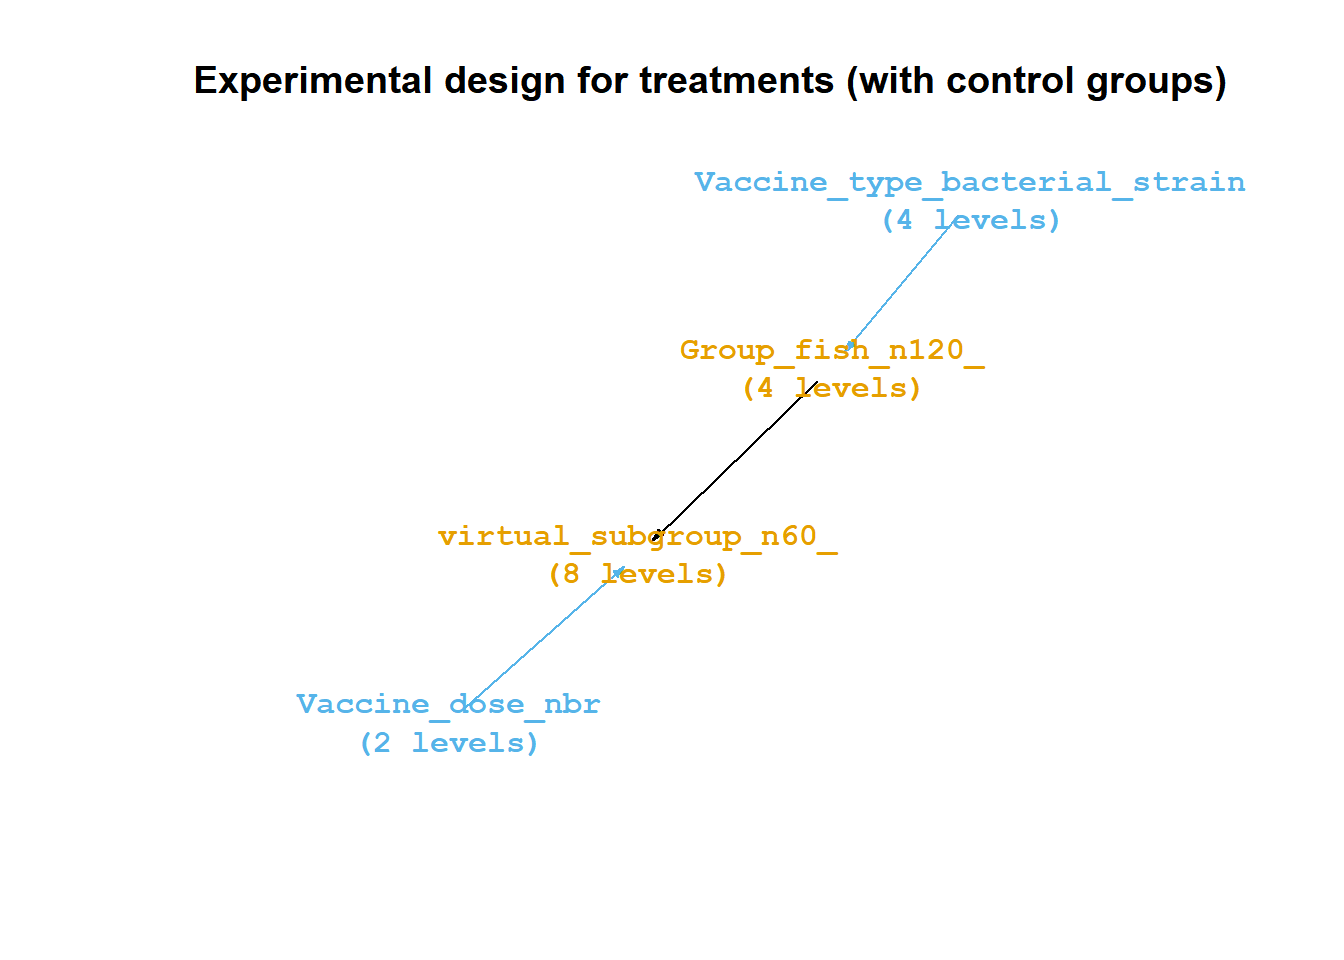 Experimental design for treatments (with control groups)
Vaccine_type_bacterial_strain
(4 levels)
Group_fish_n120_
(4 levels)
virtual_subgroup_n60_
(8 levels)
Vaccine_dose_nbr
(2 levels)